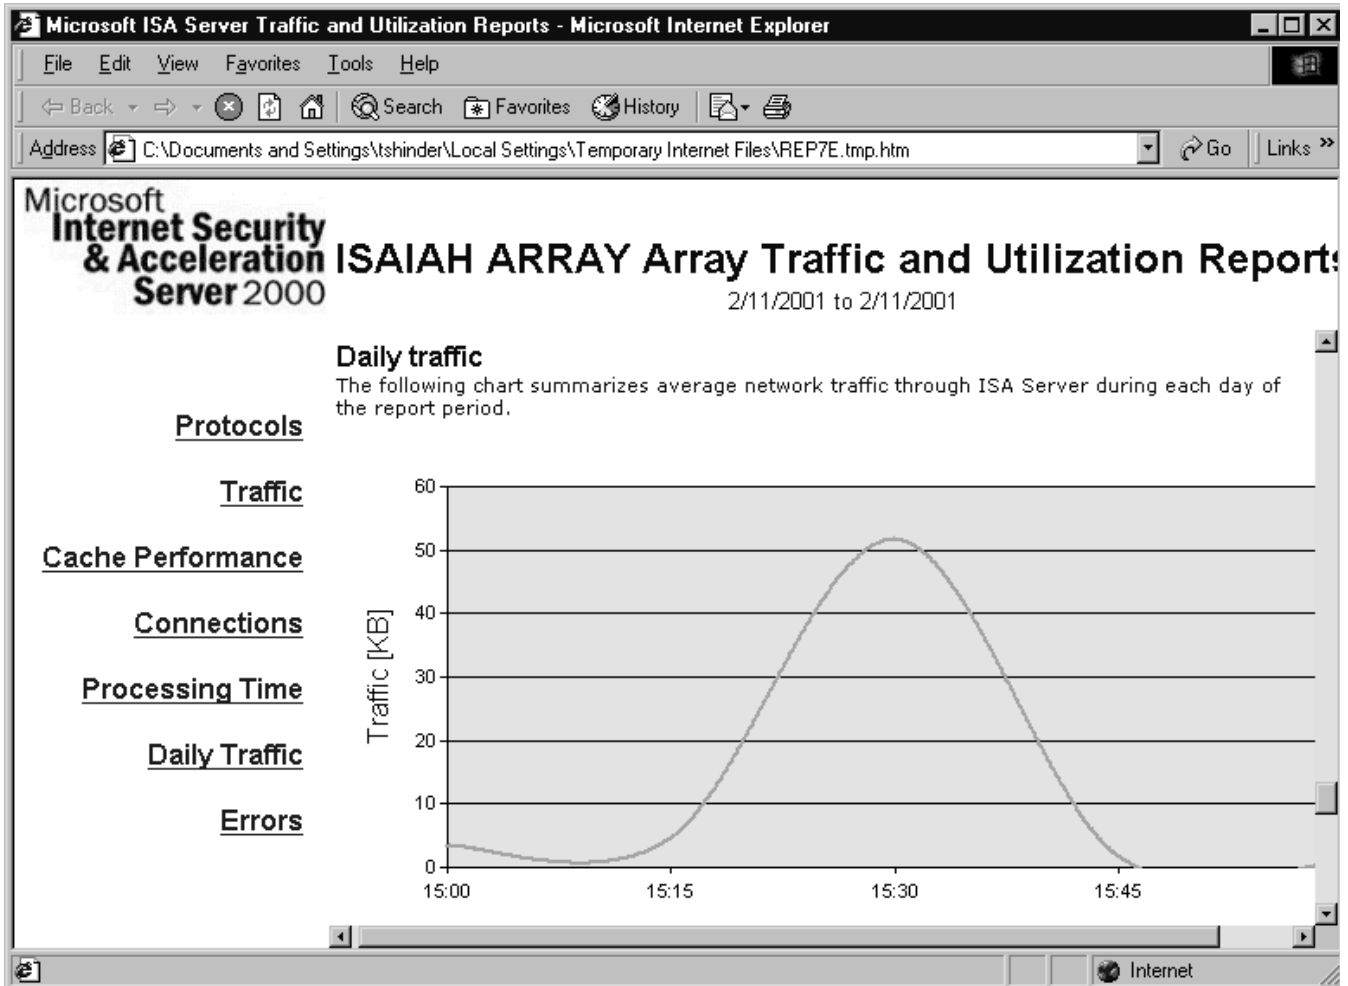 Microsoft ISA Server Traffic and Utilization Reports - Microsoft Internet Explorer
File Edit View Favorites Tools Help
Back Search Favorites History
Address C:\Documents and Settings\tshinder\Local Settings\Temporary Internet Files\REP7E.tmp.htm Go Links »
Microsoft
Internet Security
& Acceleration
Server 2000
ISAIAH ARRAY Array Traffic and Utilization Reports
2/11/2001 to 2/11/2001
Daily traffic
The following chart summarizes average network traffic through ISA Server during each day of
the report period.
Protocols
Traffic
Cache Performance
Connections
Processing Time
Daily Traffic
Errors
Traffic [KB]
60
50
40
30
20
10
0
15:00 15:15 15:30 15:45
Internet